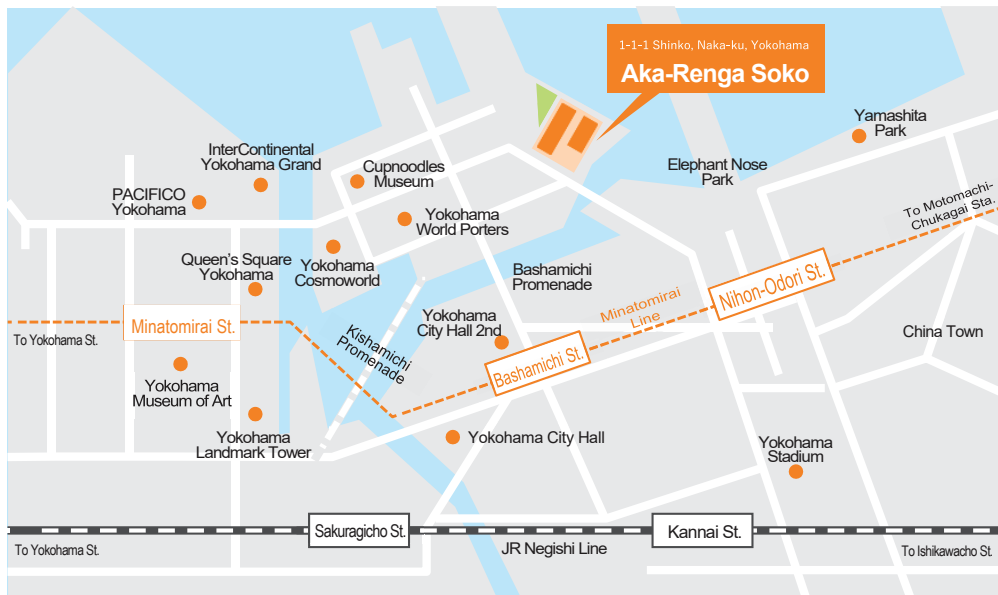 1-1-1 Shinko, Naka-ku, Yokohama
Aka-Renga Soko
Yamashita
Park
InterContinental
Yokohama Grand
Cupnoodles
Museum
Elephant Nose
Park
PACIFICO
Yokohama
To Motomachi-
Chukagai Sta.
Yokohama
World Porters
Queen's Square
Yokohama
Yokohama
Cosmoworld
Bashamichi
Promenade
Nihon-Odori St.
Minatomirai
Line
Minatomirai St.
Yokohama
City Hall 2nd
Kishamichi
Promenade
To Yokohama St.
China Town
Bashamichi St.
Yokohama
Museum of Art
Yokohama
Landmark Tower
Yokohama City Hall
Yokohama
Stadium
Sakuragicho St.
Kannai St.
To Yokohama St.
JR Negishi Line
To Ishikawacho St.